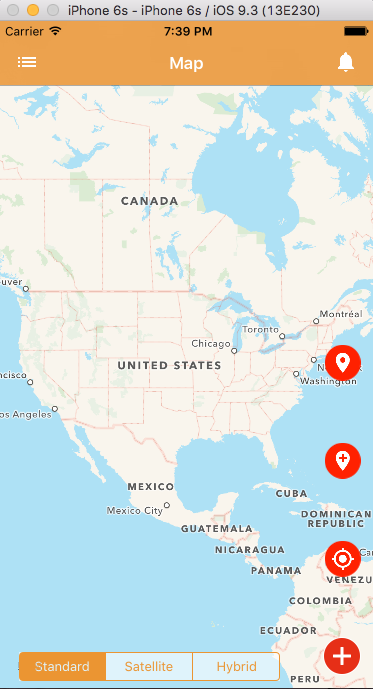 iPhone 6s - iPhone 6s / iOS 9.3 (13E230)
Carrier 7:39 PM
Map
CANADA
uver
Montréal
Toronto
Chicago
UNITED STATES
Washington
ncisco
os Angeles
MEXICO
CUBA
Mexico City
DOMINICAN
REPUBLIC
GUATEMALA
NICARAGUA
PANAMA
VENEZU
COLOMBIA
ECUADOR
PERU
Standard Satellite Hybrid